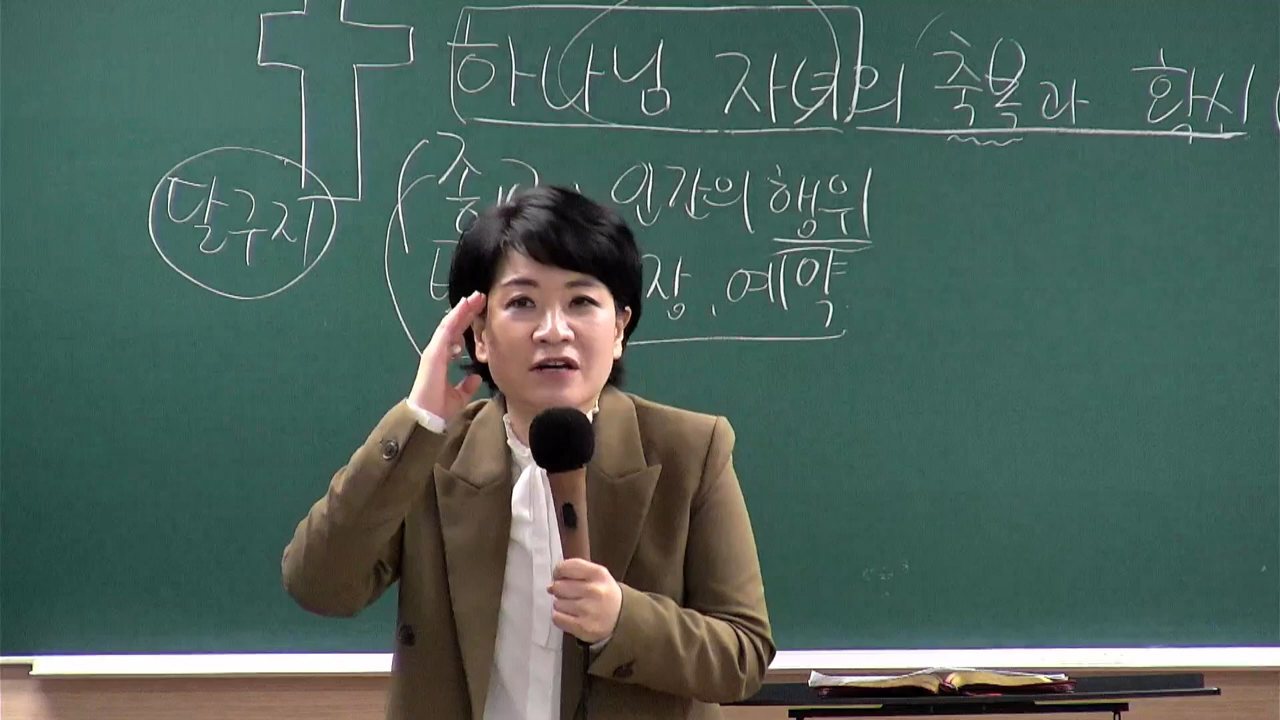 하나님 자녀의 축복과 확신
달구지
인간의 행위
예약